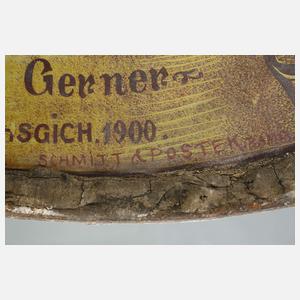 Gerner~
SGICH.1900.
SCHMITT & POSTEK